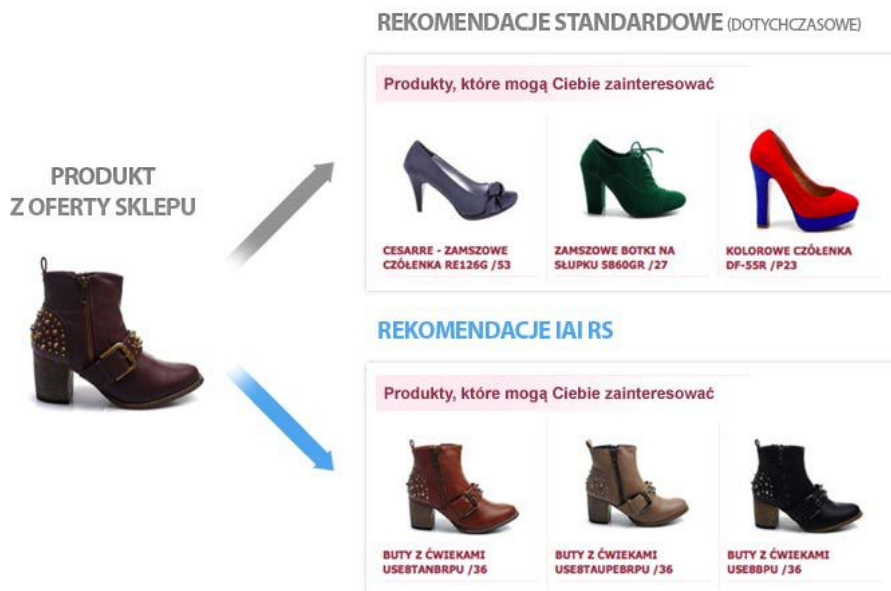 REKOMENDACJE STANDARDOWE (DOTYCHCZASOWE)
Produkty, które mogą Ciebie zainteresować
PRODUKT
Z OFERTY SKLEPU
CESARRE - ZAMSZOWE
CZÓŁENKA RE126G /53
ZAMSZOWE BOTKI NA
SŁUPKU 5860GR /27
KOLOROWE CZÓŁENKA
DF-55R /P23
REKOMENDACJE IAI RS
Produkty, które mogą Ciebie zainteresować
BUTY Z ĆWIEKAMI
USE8TANBRPU /36
BUTY Z ĆWIEKAMI
USE8TAUPEBRPU /36
BUTY Z ĆWIEKAMI
USE8BPU /36